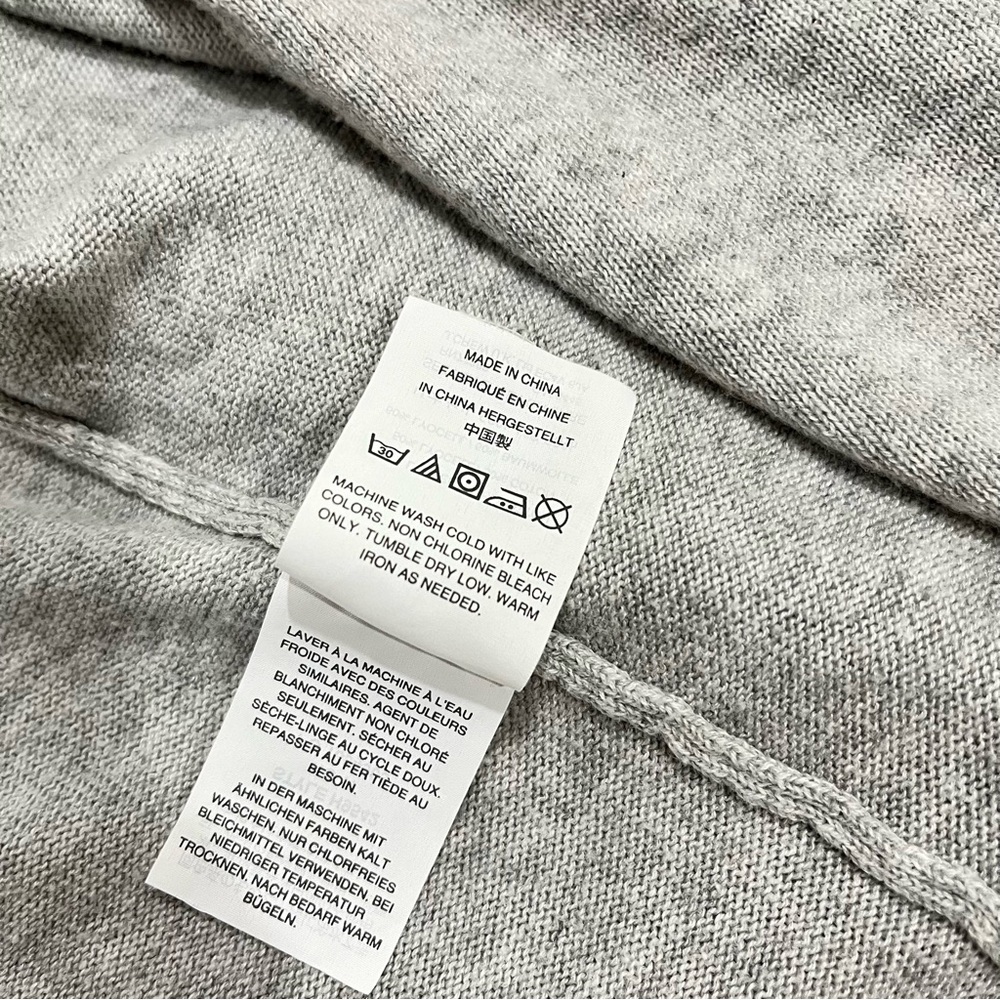 MADE IN CHINA
FABRIQUÉ EN CHINE
IN CHINA HERGESTELLT
中国製
30
MACHINE WASH COLD WITH LIKE
COLORS. NON CHLORINE BLEACH
ONLY. TUMBLE DRY LOW. WARM
IRON AS NEEDED.
LAVER À LA MACHINE À L'EAU
FROIDE AVEC DES COULEURS
SIMILAIRES. AGENT DE
BLANCHIMENT NON CHLORÉ
SEULEMENT. SÉCHER AU
SÈCHE-LINGE AU CYCLE DOUX.
REPASSER AU FER TIÈDE AU
BESOIN.
IN DER MASCHINE MIT
ÄHNLICHEN FARBEN KALT
WASCHEN. NUR CHLORFREIES
BLEICHMITTEL VERWENDEN. BEI
NIEDRIGER TEMPERATUR
TROCKNEN. NACH BEDARF WARM
BÜGELN.